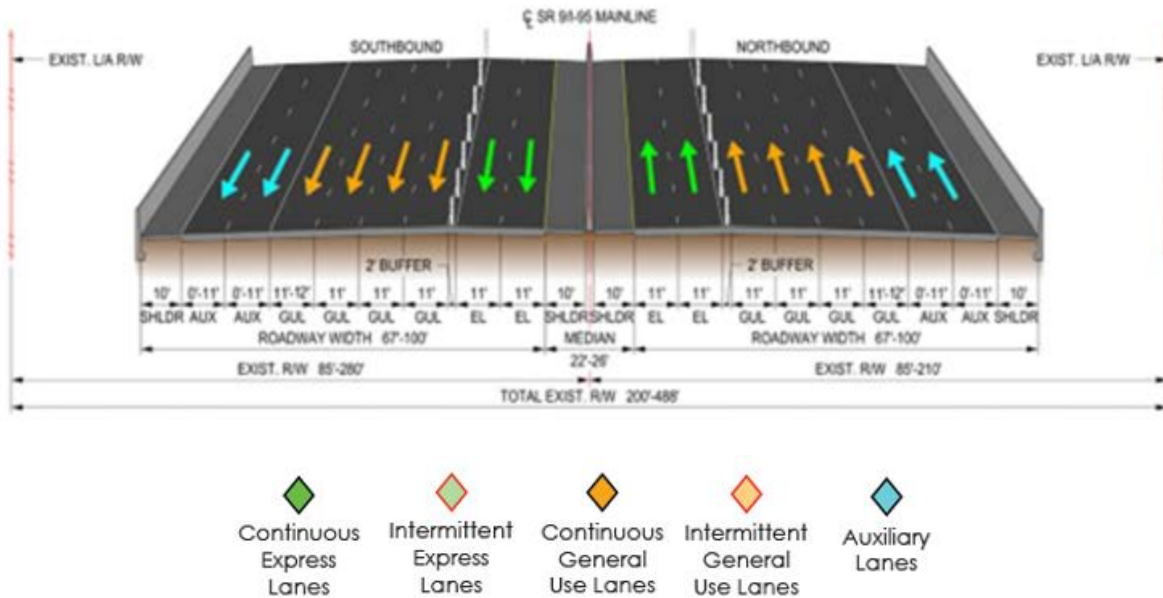 ℄ SR 9/I-95 MAINLINE
SOUTHBOUND
NORTHBOUND
EXIST. L/A R/W
EXIST. L/A R/W
2' BUFFER
2' BUFFER
10' 0'-11' 0'-11' 11'-12' 11' 11' 11' 11' 11' 10' 10' 11' 11' 11' 11' 11' 11'-12' 0'-11' 0'-11' 10'
SHLDR AUX AUX GUL GUL GUL GUL EL EL SHLDR SHLDR EL EL GUL GUL GUL GUL AUX AUX SHLDR
ROADWAY WIDTH 67'-100' MEDIAN ROADWAY WIDTH 67'-100'
22'-26'
EXIST. R/W 85'-280' EXIST. R/W 85'-210'
TOTAL EXIST. R/W 200'-488'
Continuous
Express
Lanes
Intermittent
Express
Lanes
Continuous
General
Use Lanes
Intermittent
General
Use Lanes
Auxiliary
Lanes